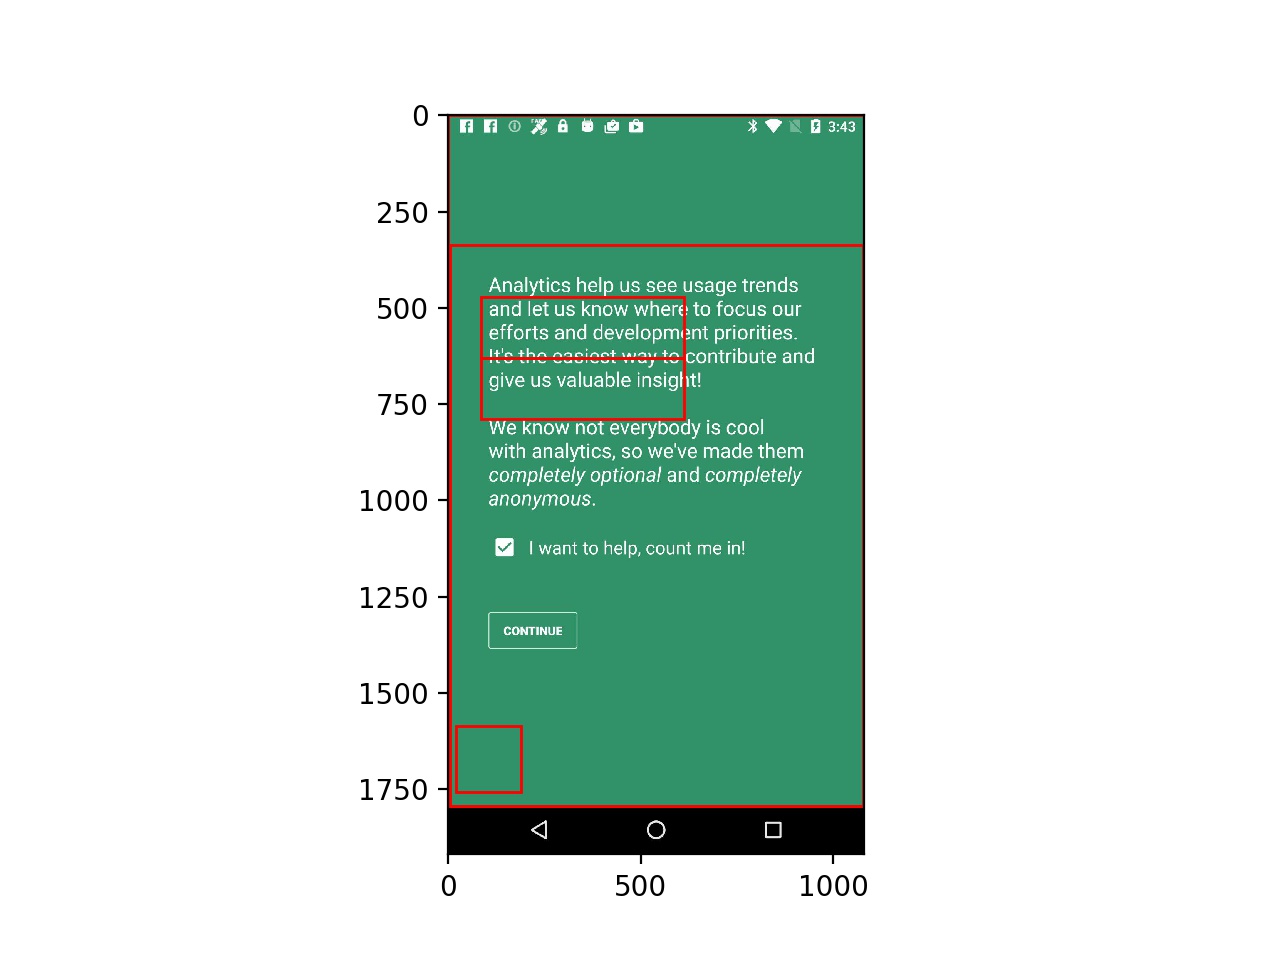 3:43
Analytics help us see usage trends
and let us know where to focus our
efforts and development priorities.
It's the easiest way to contribute and
give us valuable insight!
We know not everybody is cool
with analytics, so we've made them
completely optional and completely
anonymous.
I want to help, count me in!
CONTINUE
0
250
500
750
1000
1250
1500
1750
0 500 1000